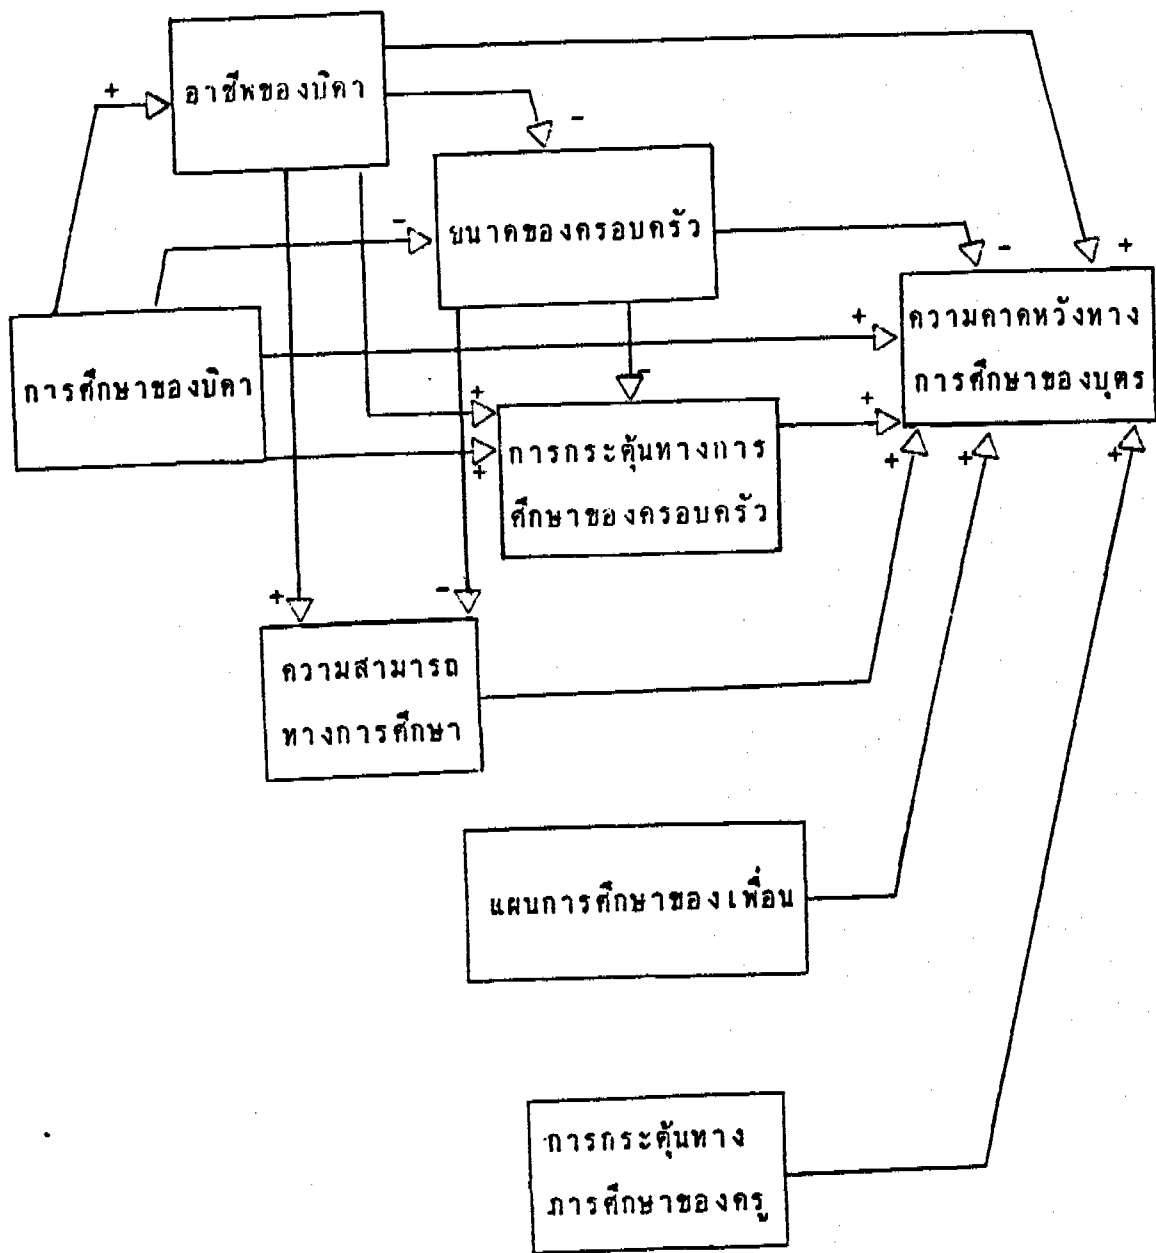 อาชีพของบิดา
ขนาดของครอบครัว
ความคาดหวังทาง
การศึกษาของบุตร
การศึกษาของบิดา
การกระตุ้นทางการ
ศึกษาของครอบครัว
ความสามารถ
ทางการศึกษา
แผนการศึกษาของเพื่อน
การกระตุ้นทาง
การศึกษาของครู
+
-
-
-
+
+
+
+
-
+
+
+
+
+
-